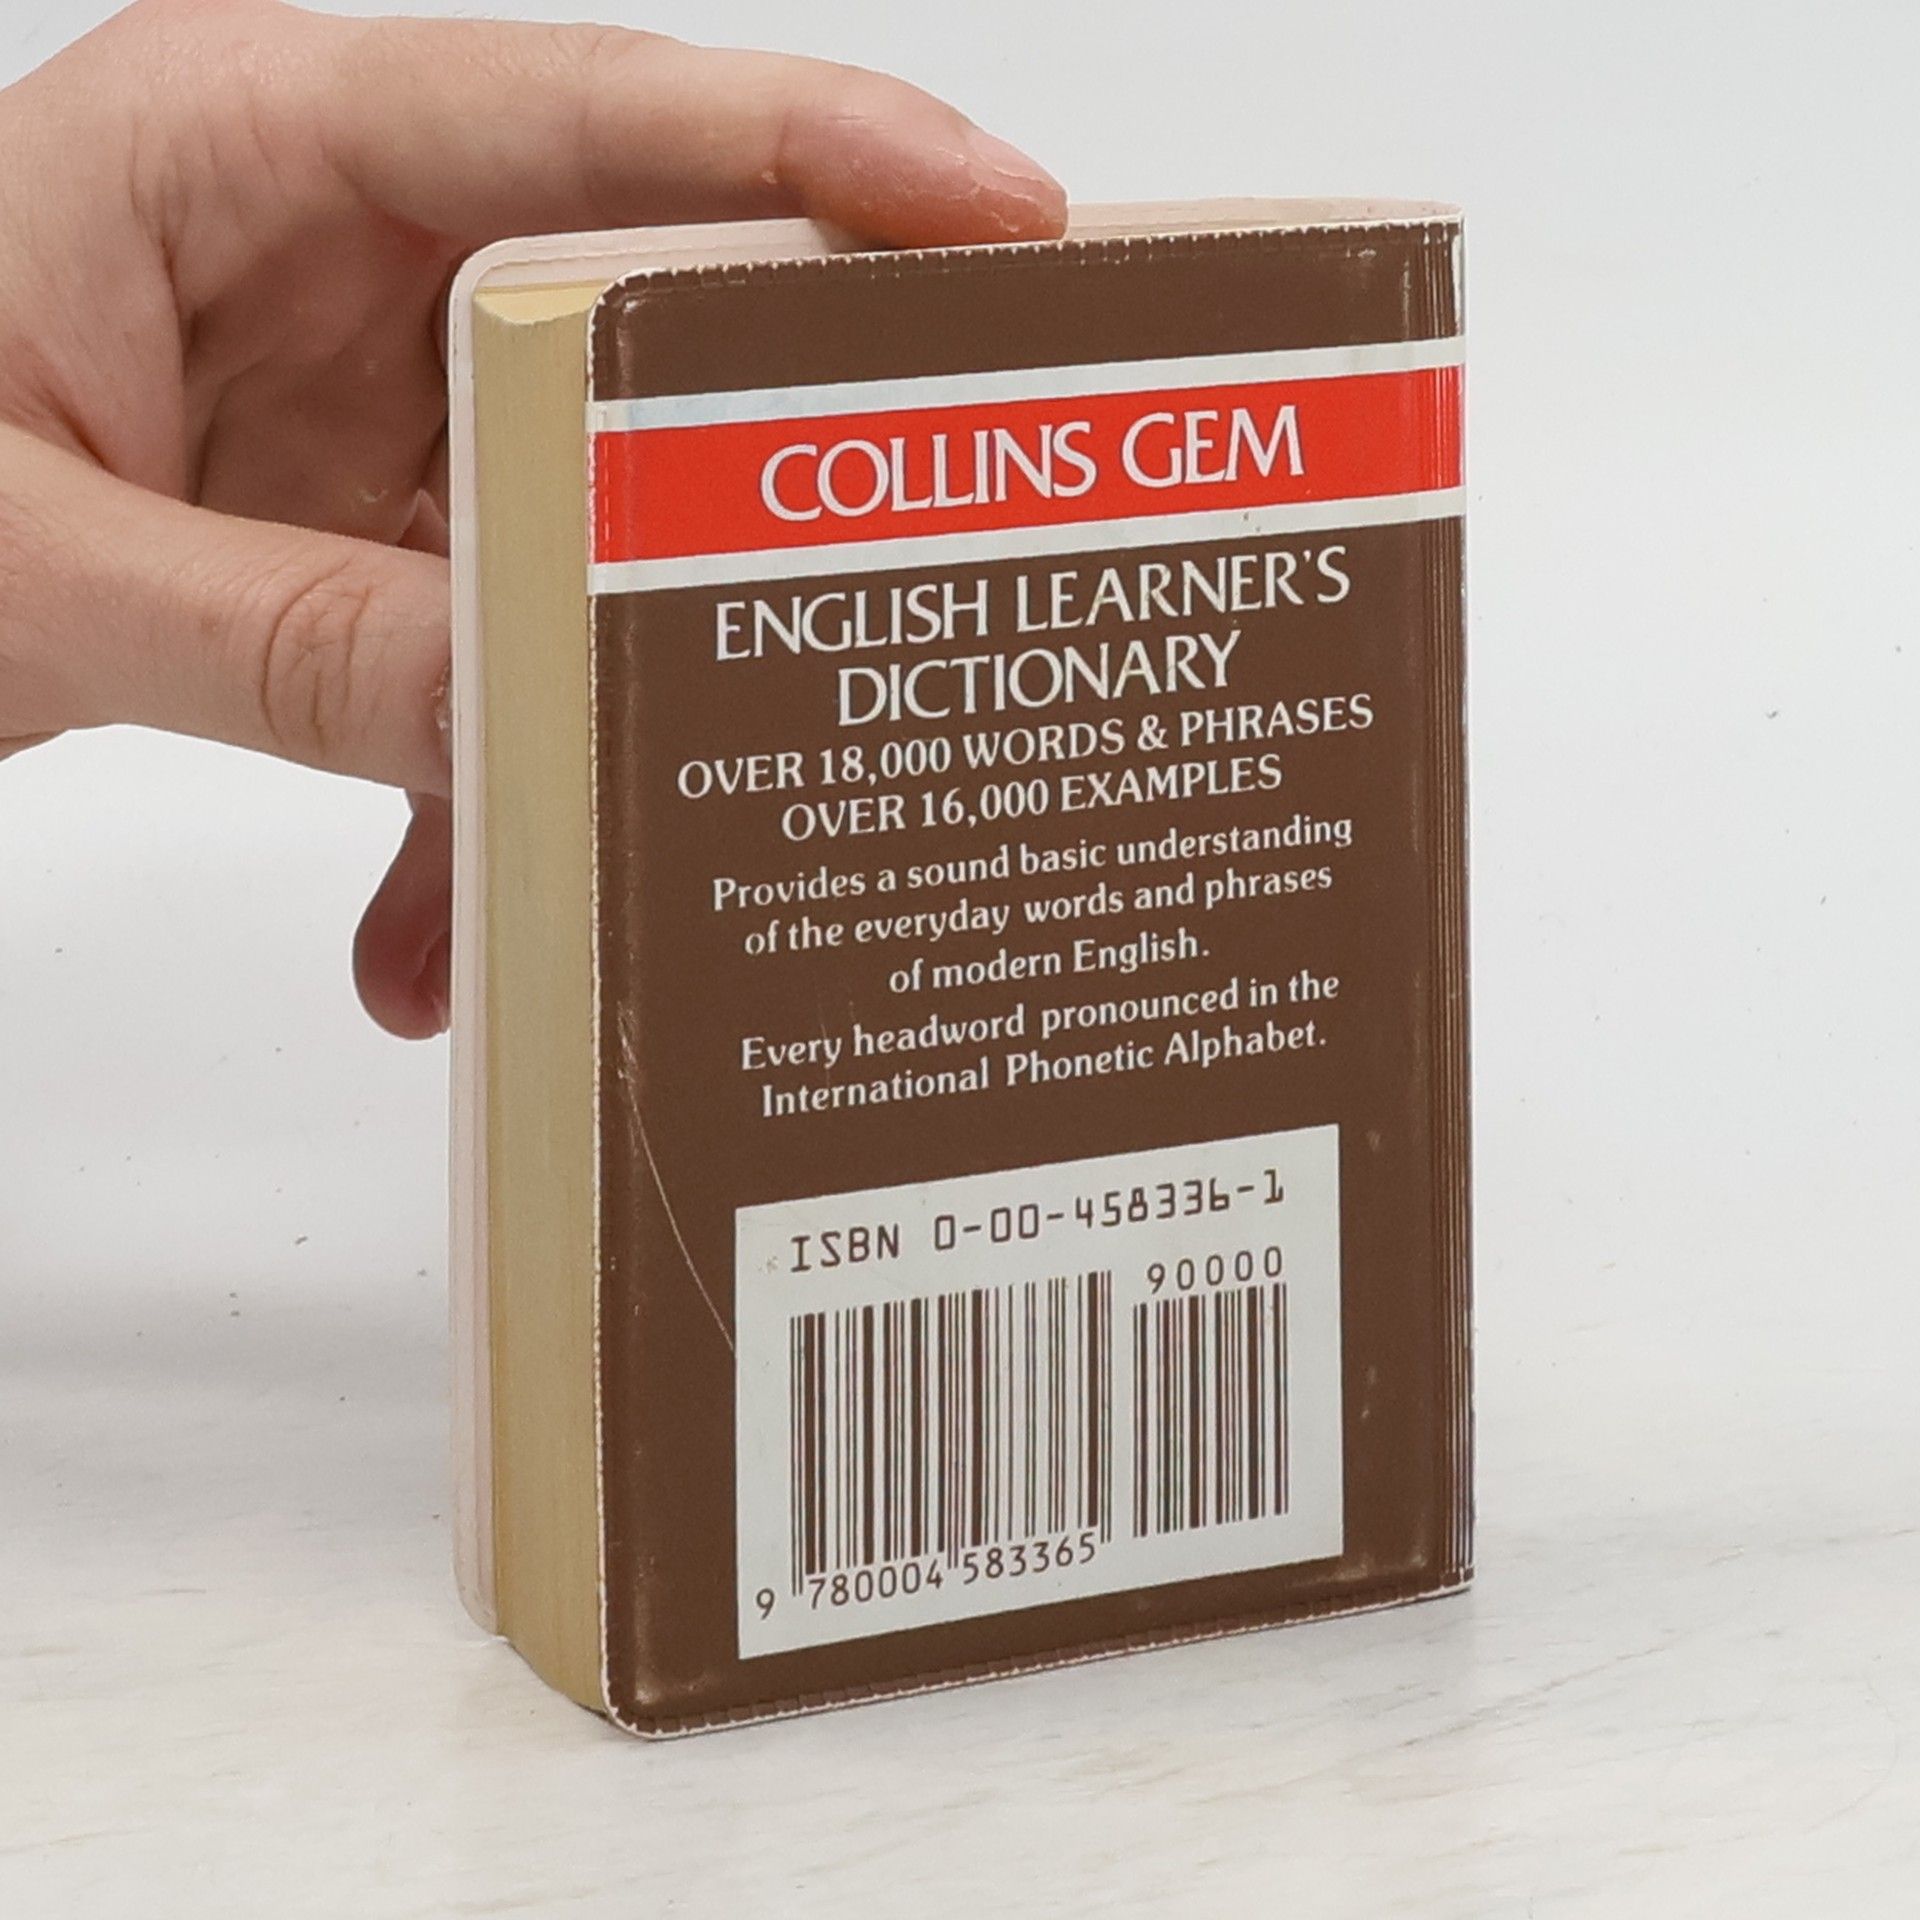 COLLINS GEM
ENGLISH LEARNER'S
DICTIONARY
OVER 18,000 WORDS & PHRASES
OVER 16,000 EXAMPLES
Provides a sound basic understanding
of the everyday words and phrases
of modern English.
Every headword pronounced in the
International Phonetic Alphabet.
ISBN 0-00-458336-1
90000
9 780004 583365